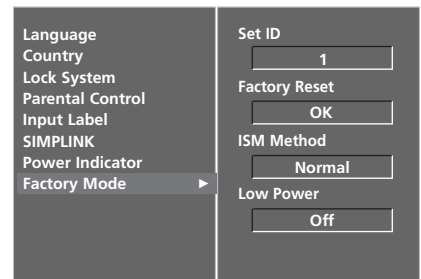 Language
Country
Lock System
Parental Control
Input Label
SIMPLINK
Power Indicator
Factory Mode ►
Set ID
1
Factory Reset
OK
ISM Method
Normal
Low Power
Off